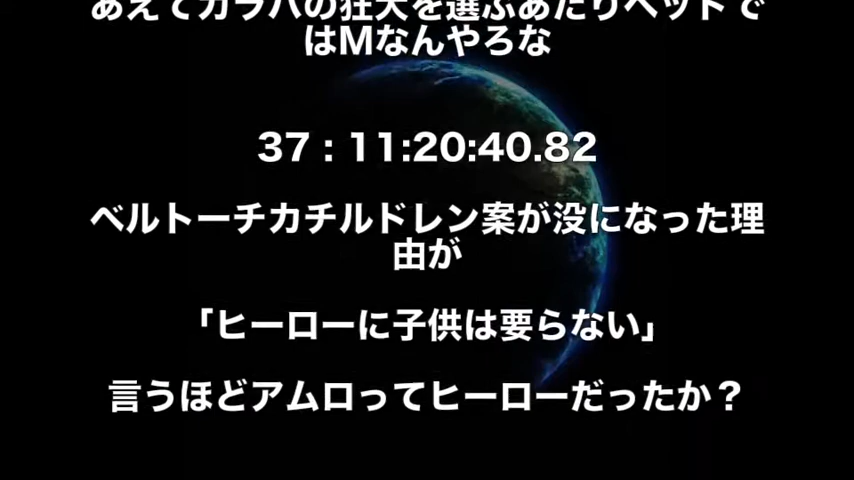 あえてカラバの狂犬を選ぶあたりベッドで
はMなんやろな
37：11:20:40.82
ベルトーチカチルドレン案が没になった理
由が
「ヒーローに子供は要らない」
言うほどアムロってヒーローだったか？